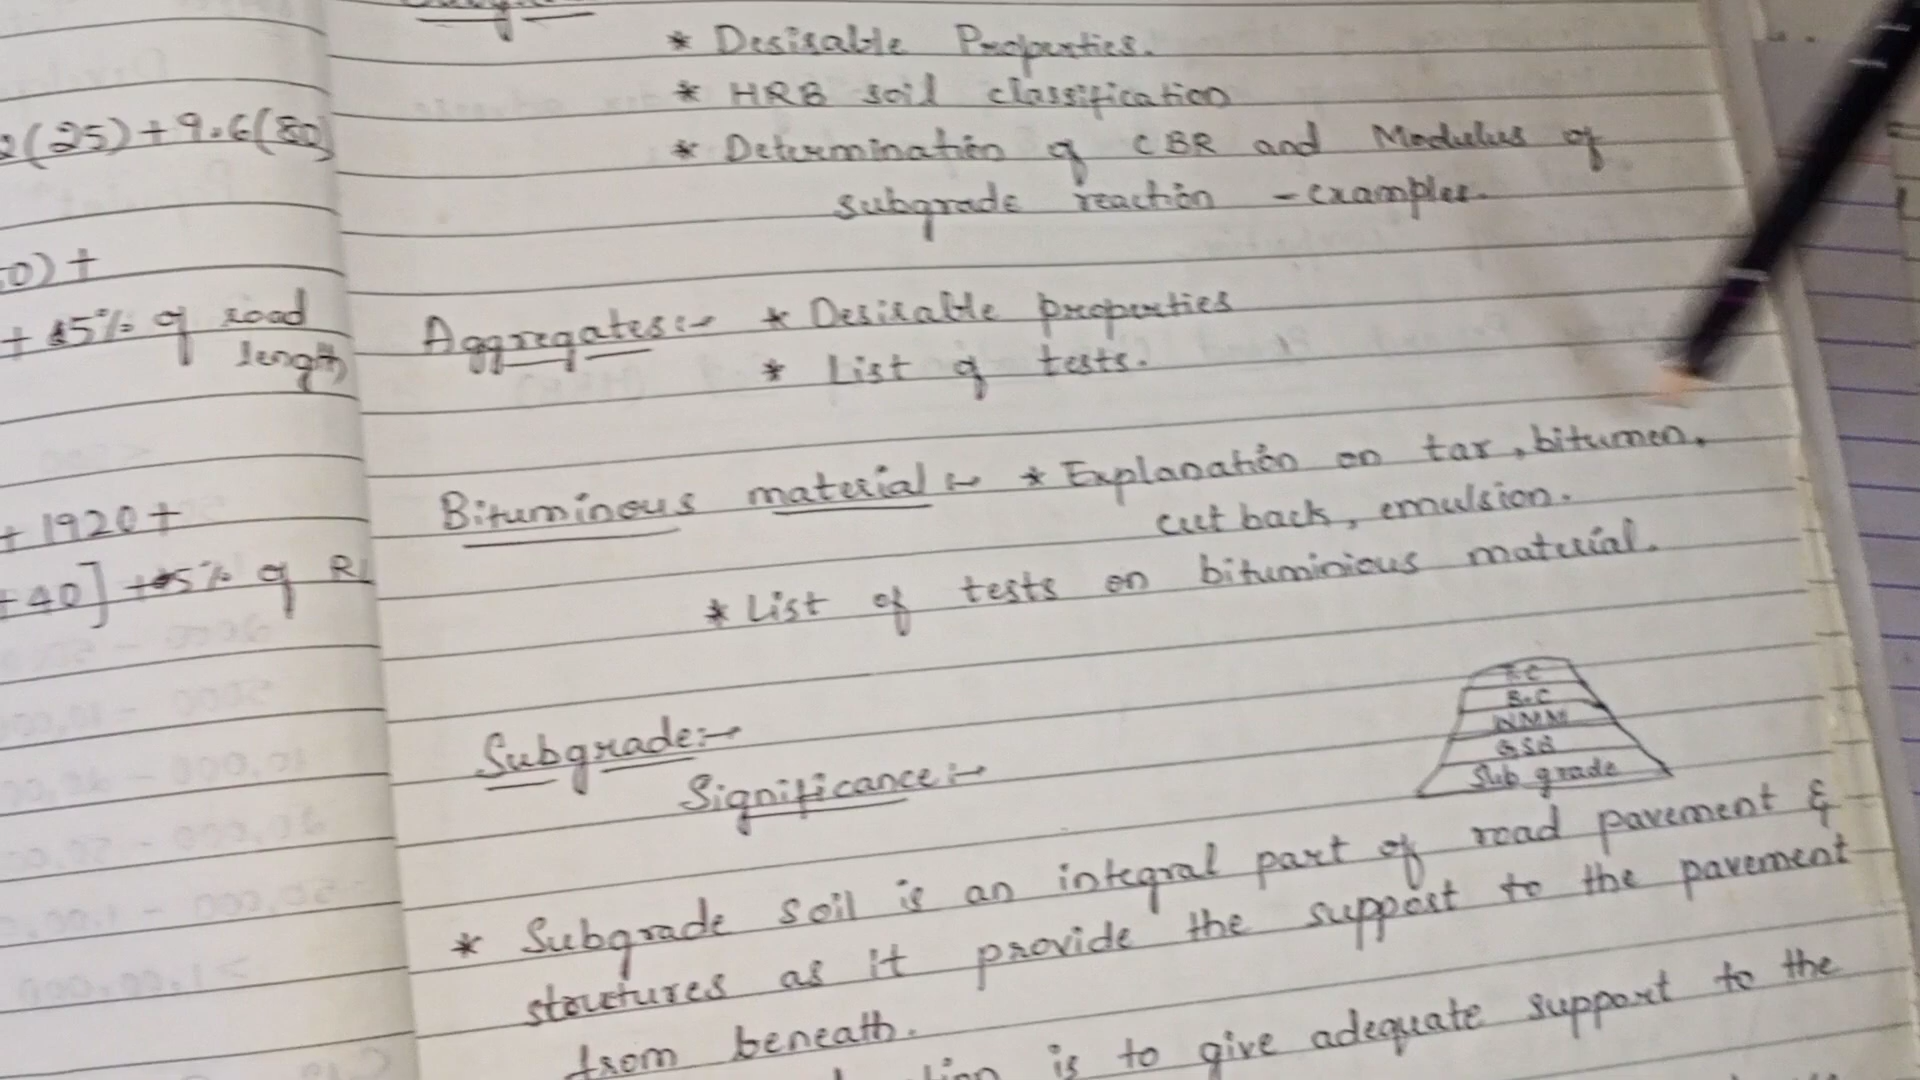 2(25)+9.6(80)
0)+
+ 85% of road
length
+ 1920+
+40] +85% of R
* Desirable Properties.
* HRB soil classification
* Determination of CBR and Modulus of
subgrade reaction - examples.
Aggregates:- * Desirable properties
* List of tests.
Bituminous material :- * Explanation on tar, bitumen,
cut back, emulsion.
* List of tests on bituminious material.
B.C
WMM
GSB
Sub grade
Subgrade:-
Significance:-
* Subgrade soil is an integral part of road pavement &
structures as it provide the support to the pavement
from beneath.
is to give adequate support to the